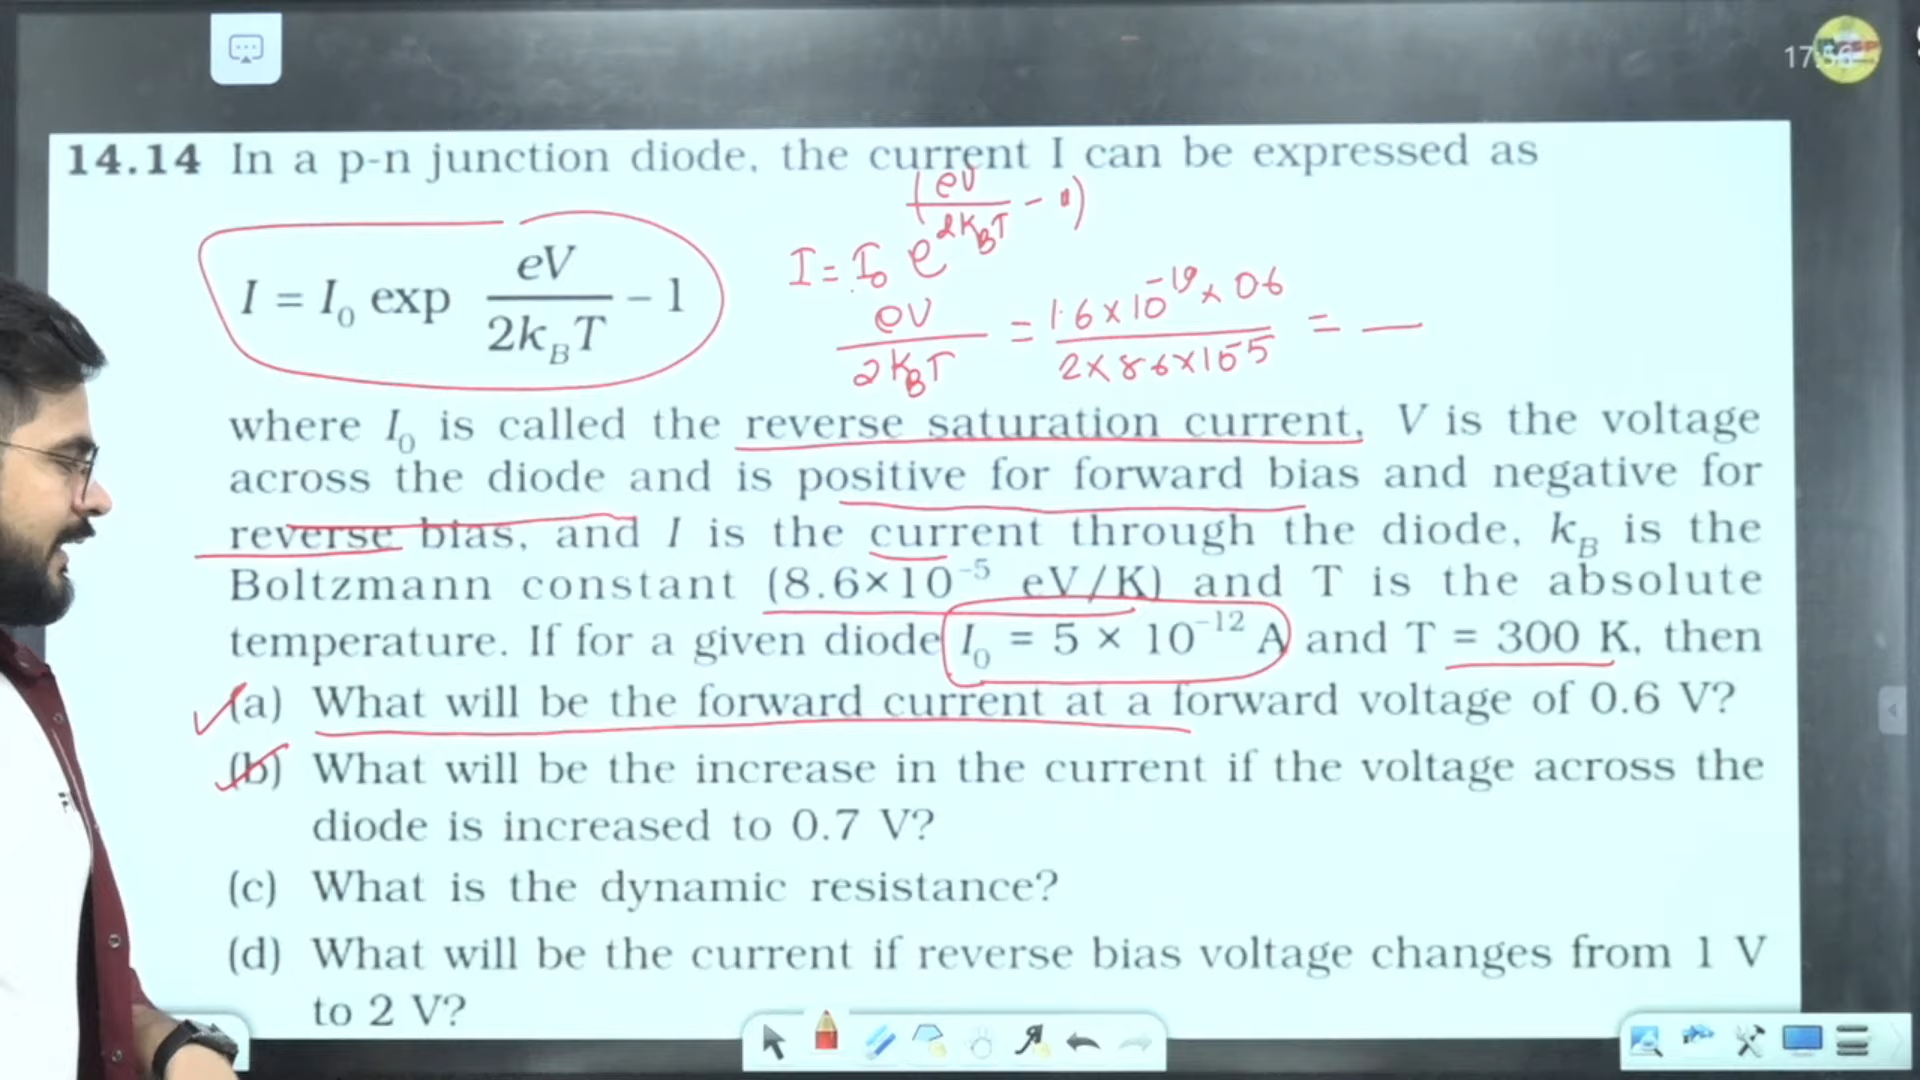 17:56
14.14 In a p-n junction diode, the current I can be expressed as
(eV/2K_BT - 1)
I = I₀ e
I = I₀ exp eV/2k_BT – 1
eV/2K_BT = 1.6×10⁻¹⁹ × 0.6/2×8.6×10⁻⁵ = —
where I₀ is called the reverse saturation current, V is the voltage
across the diode and is positive for forward bias and negative for
reverse bias, and I is the current through the diode, k_B is the
Boltzmann constant (8.6×10⁻⁵ eV/K) and T is the absolute
temperature. If for a given diode I₀ = 5 × 10⁻¹² A and T = 300 K, then
(a) What will be the forward current at a forward voltage of 0.6 V?
(b) What will be the increase in the current if the voltage across the
diode is increased to 0.7 V?
(c) What is the dynamic resistance?
(d) What will be the current if reverse bias voltage changes from 1 V
to 2 V?